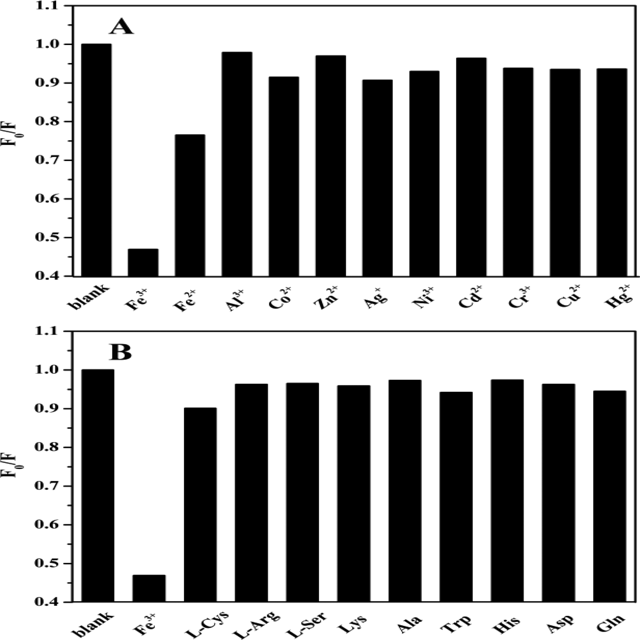 A
1.1
1.0
0.9
0.8
0.7
0.6
0.5
0.4
F₀/F
blank Fe³⁺ Fe²⁺ Al³⁺ Co²⁺ Zn²⁺ Ag⁺ Ni³⁺ Cd²⁺ Cr³⁺ Cu²⁺ Hg²⁺
B
1.1
1.0
0.9
0.8
0.7
0.6
0.5
0.4
F₀/F
blank Fe³⁺ L-Cys L-Arg L-Ser Lys Ala Trp His Asp Gln